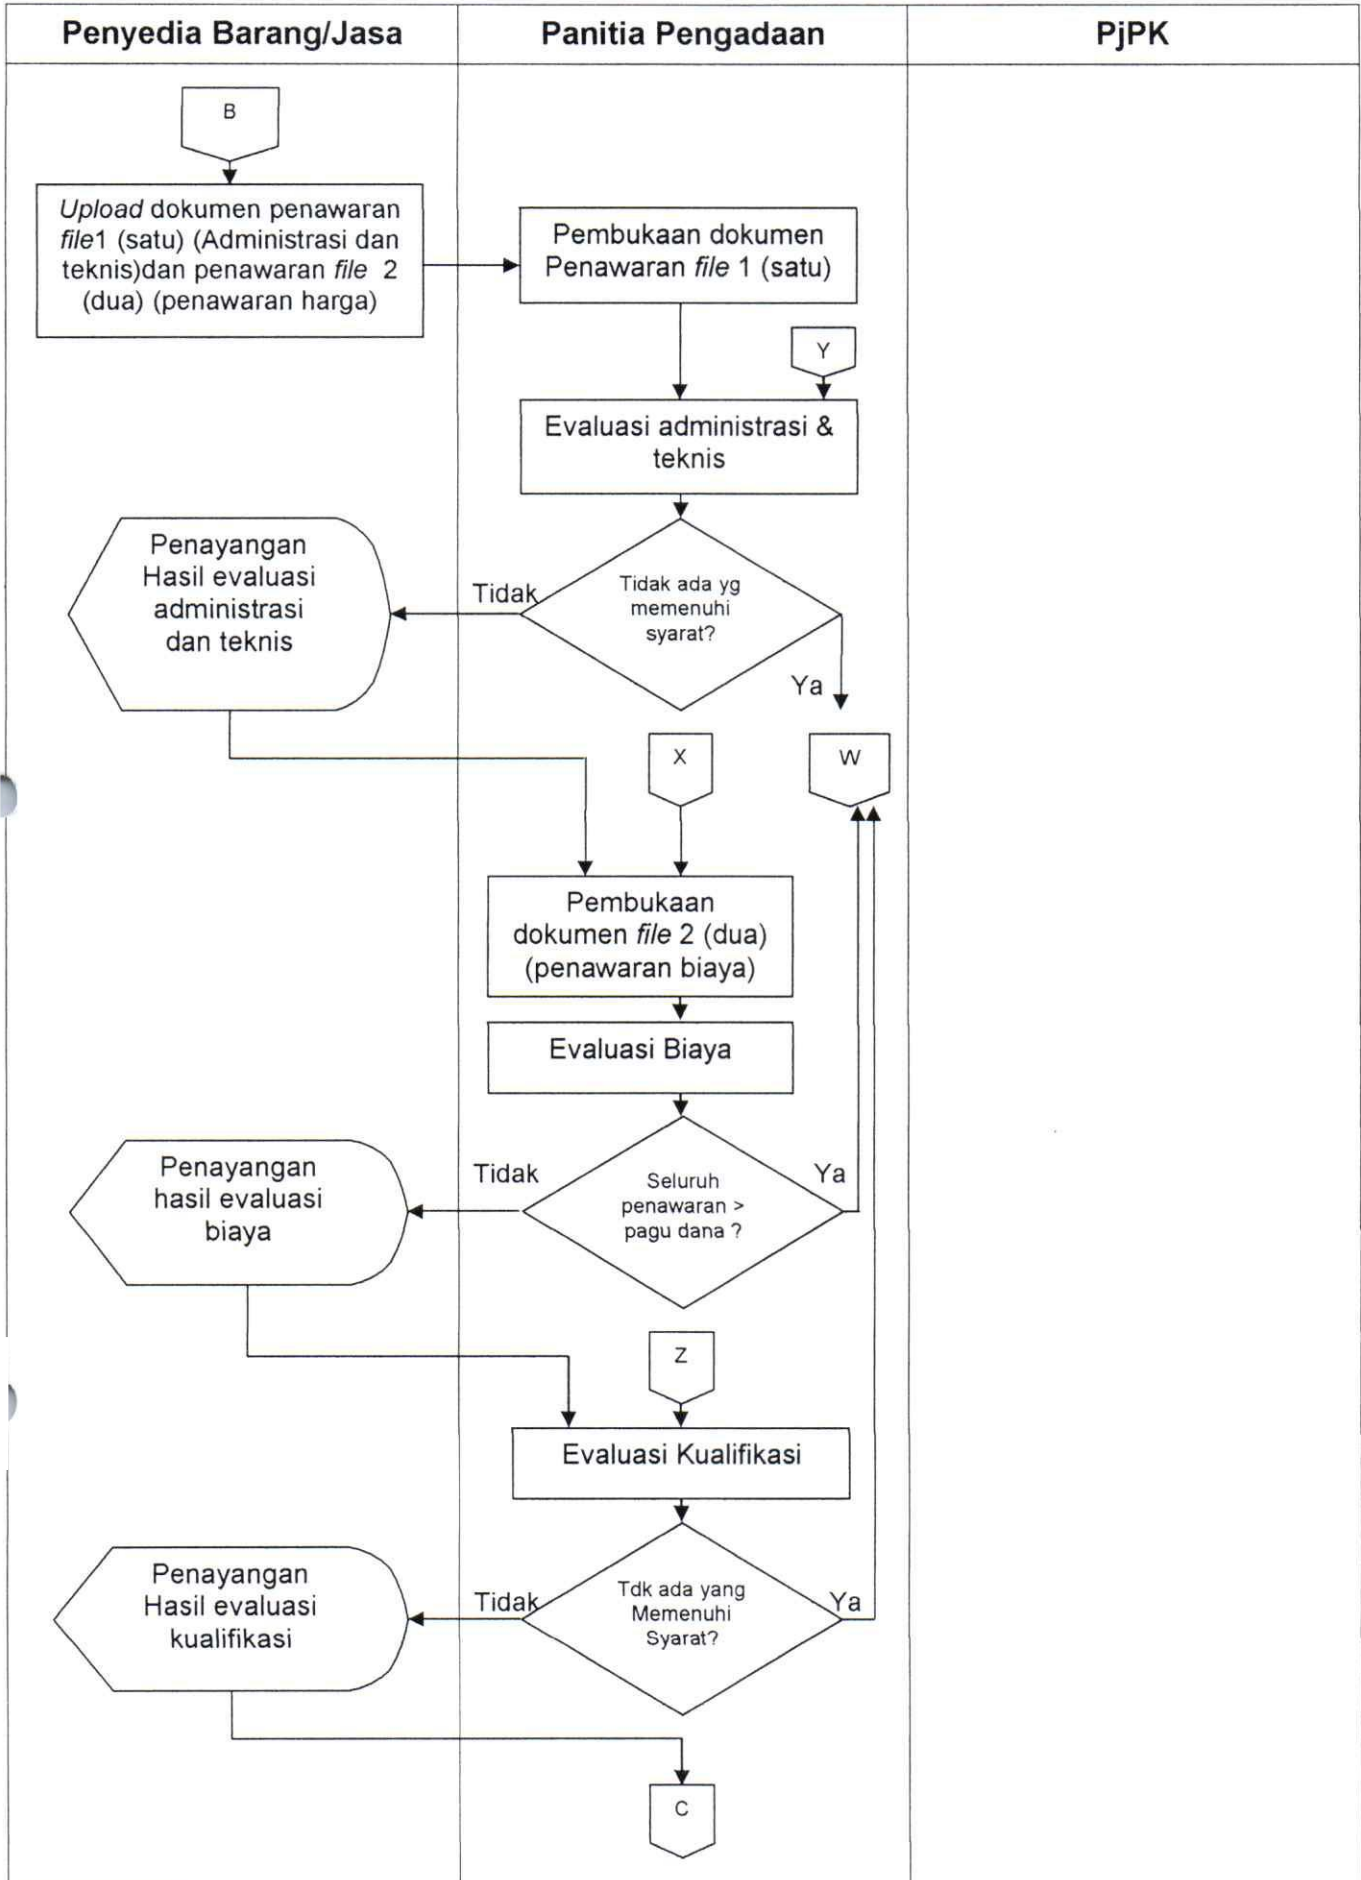 Penyedia Barang/Jasa
Panitia Pengadaan
PjPK
B
Upload dokumen penawaran
file1 (satu) (Administrasi dan
teknis)dan penawaran file 2
(dua) (penawaran harga)
Pembukaan dokumen
Penawaran file 1 (satu)
Y
Evaluasi administrasi &
teknis
Tidak ada yg
memenuhi
syarat?
Tidak
Ya
Penayangan
Hasil evaluasi
administrasi
dan teknis
X
W
Pembukaan
dokumen file 2 (dua)
(penawaran biaya)
Evaluasi Biaya
Seluruh
penawaran >
pagu dana ?
Tidak
Ya
Penayangan
hasil evaluasi
biaya
Z
Evaluasi Kualifikasi
Tdk ada yang
Memenuhi
Syarat?
Tidak
Ya
Penayangan
Hasil evaluasi
kualifikasi
C